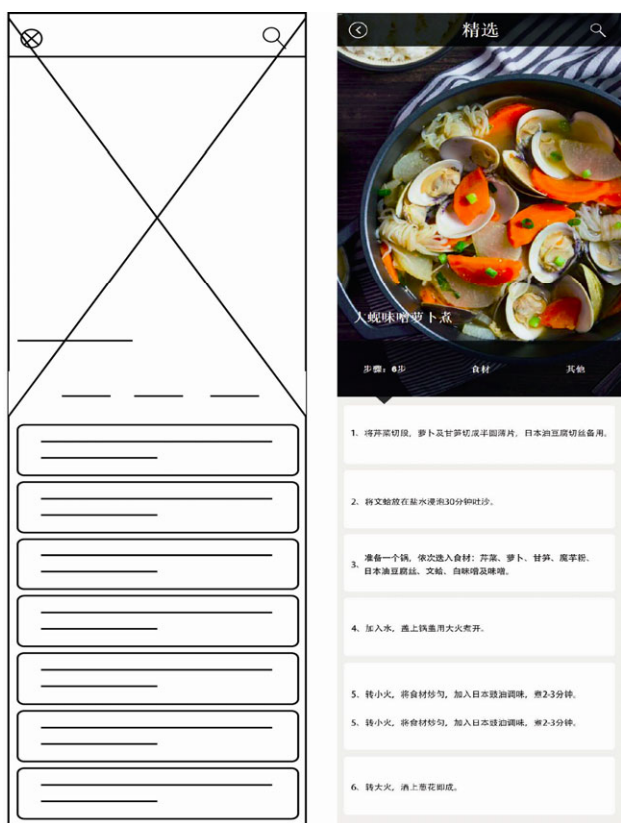 精选
大蚬味噌萝卜煮
步骤：6步
食材
其他
1. 将芹菜切段，萝卜及甘笋切成半圆薄片，日本油豆腐切丝备用。
2. 将文蛤放在盐水浸泡30分钟吐沙。
3. 准备一个锅，依次迭入食材：芹菜、萝卜、甘笋、魔芋粉、
日本油豆腐丝、文蛤、白味噌及味噌。
4. 加入水，盖上锅盖用大火煮开。
5. 转小火，将食材炒匀，加入日本豉油调味，煮2-3分钟。
5. 转小火，将食材炒匀，加入日本豉油调味，煮2-3分钟。
6. 转大火，洒上葱花即成。